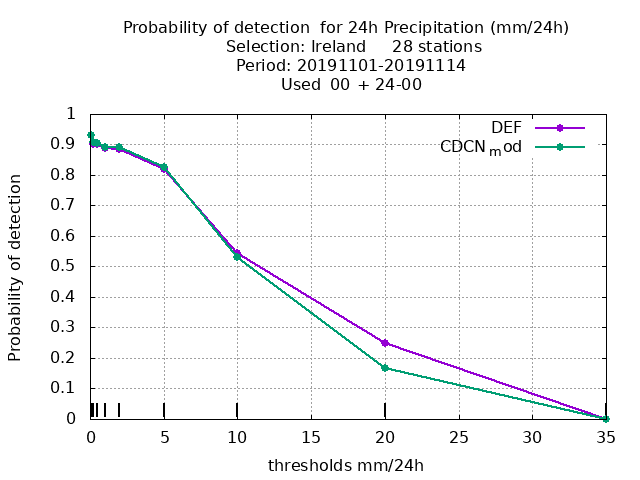 Probability of detection  for 24h Precipitation (mm/24h)
Selection: Ireland     28 stations
Period: 20191101-20191114
Used  00 + 24-00
DEF
CDCNmod
Probability of detection
1
0.9
0.8
0.7
0.6
0.5
0.4
0.3
0.2
0.1
0
0 5 10 15 20 25 30 35
thresholds mm/24h